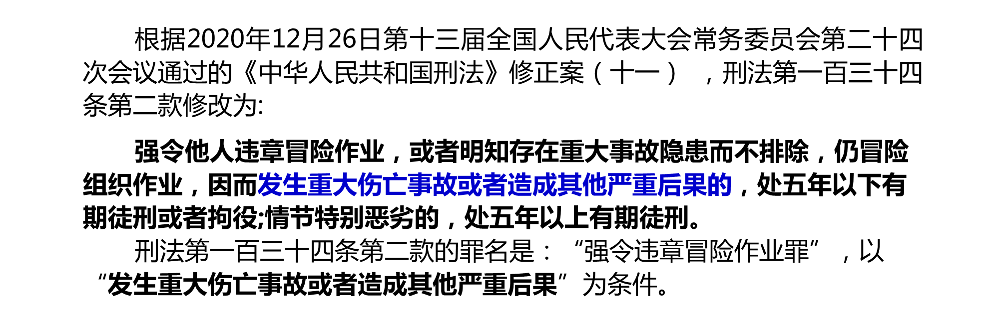 根据2020年12月26日第十三届全国人民代表大会常务委员会第二十四
次会议通过的《中华人民共和国刑法》修正案（十一），刑法第一百三十四
条第二款修改为:
强令他人违章冒险作业，或者明知存在重大事故隐患而不排除，仍冒险
组织作业，因而发生重大伤亡事故或者造成其他严重后果的，处五年以下有
期徒刑或者拘役;情节特别恶劣的，处五年以上有期徒刑。
刑法第一百三十四条第二款的罪名是：“强令违章冒险作业罪”，以
“发生重大伤亡事故或者造成其他严重后果”为条件。